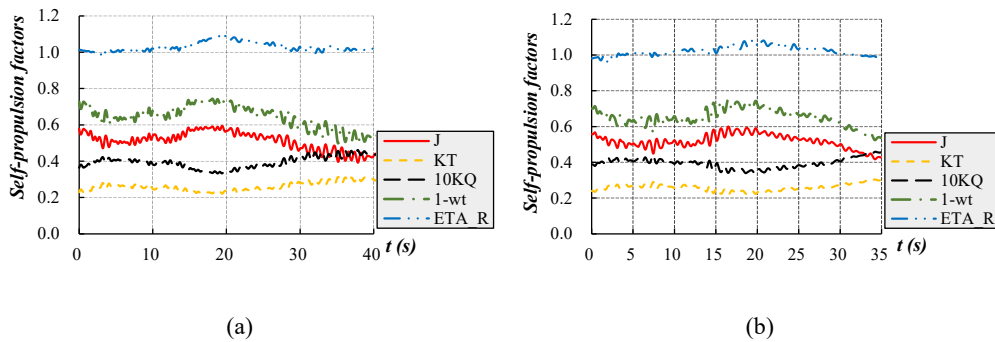 Self-propulsion factors
1.2
1.0
0.8
0.6
0.4
0.2
0.0
0
10
20
30
40
t (s)
J
KT
10KQ
1-wt
ETA_R
(a)
Self-propulsion factors
1.2
1.0
0.8
0.6
0.4
0.2
0.0
0
5
10
15
20
25
30
35
t (s)
J
KT
10KQ
1-wt
ETA_R
(b)